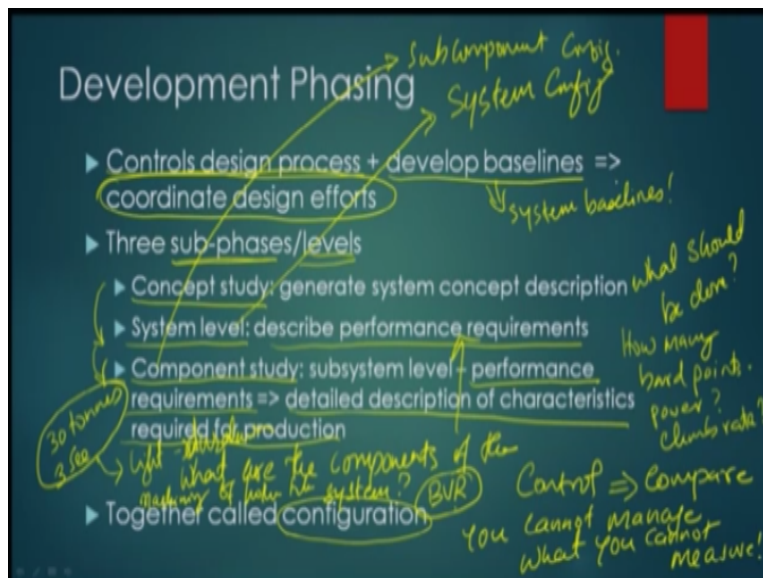 Subcomponent Config.
System Config
Development Phasing
▶ Controls design process + develop baselines =>
coordinate design efforts
system baselines!
▶ Three sub-phases/levels
▶ Concept study: generate system concept description
▶ System level: describe performance requirements
▶ Component study: subsystem level - performance
requirements => detailed description of characteristics
required for production
what should
be done?
How many
hard points.
power?
climb rate?
30 tonnes
3 sec
light
What are the components of the
system?
BVR
▶ Together called configuration
Control => Compare
You cannot manage
what you cannot
measure!